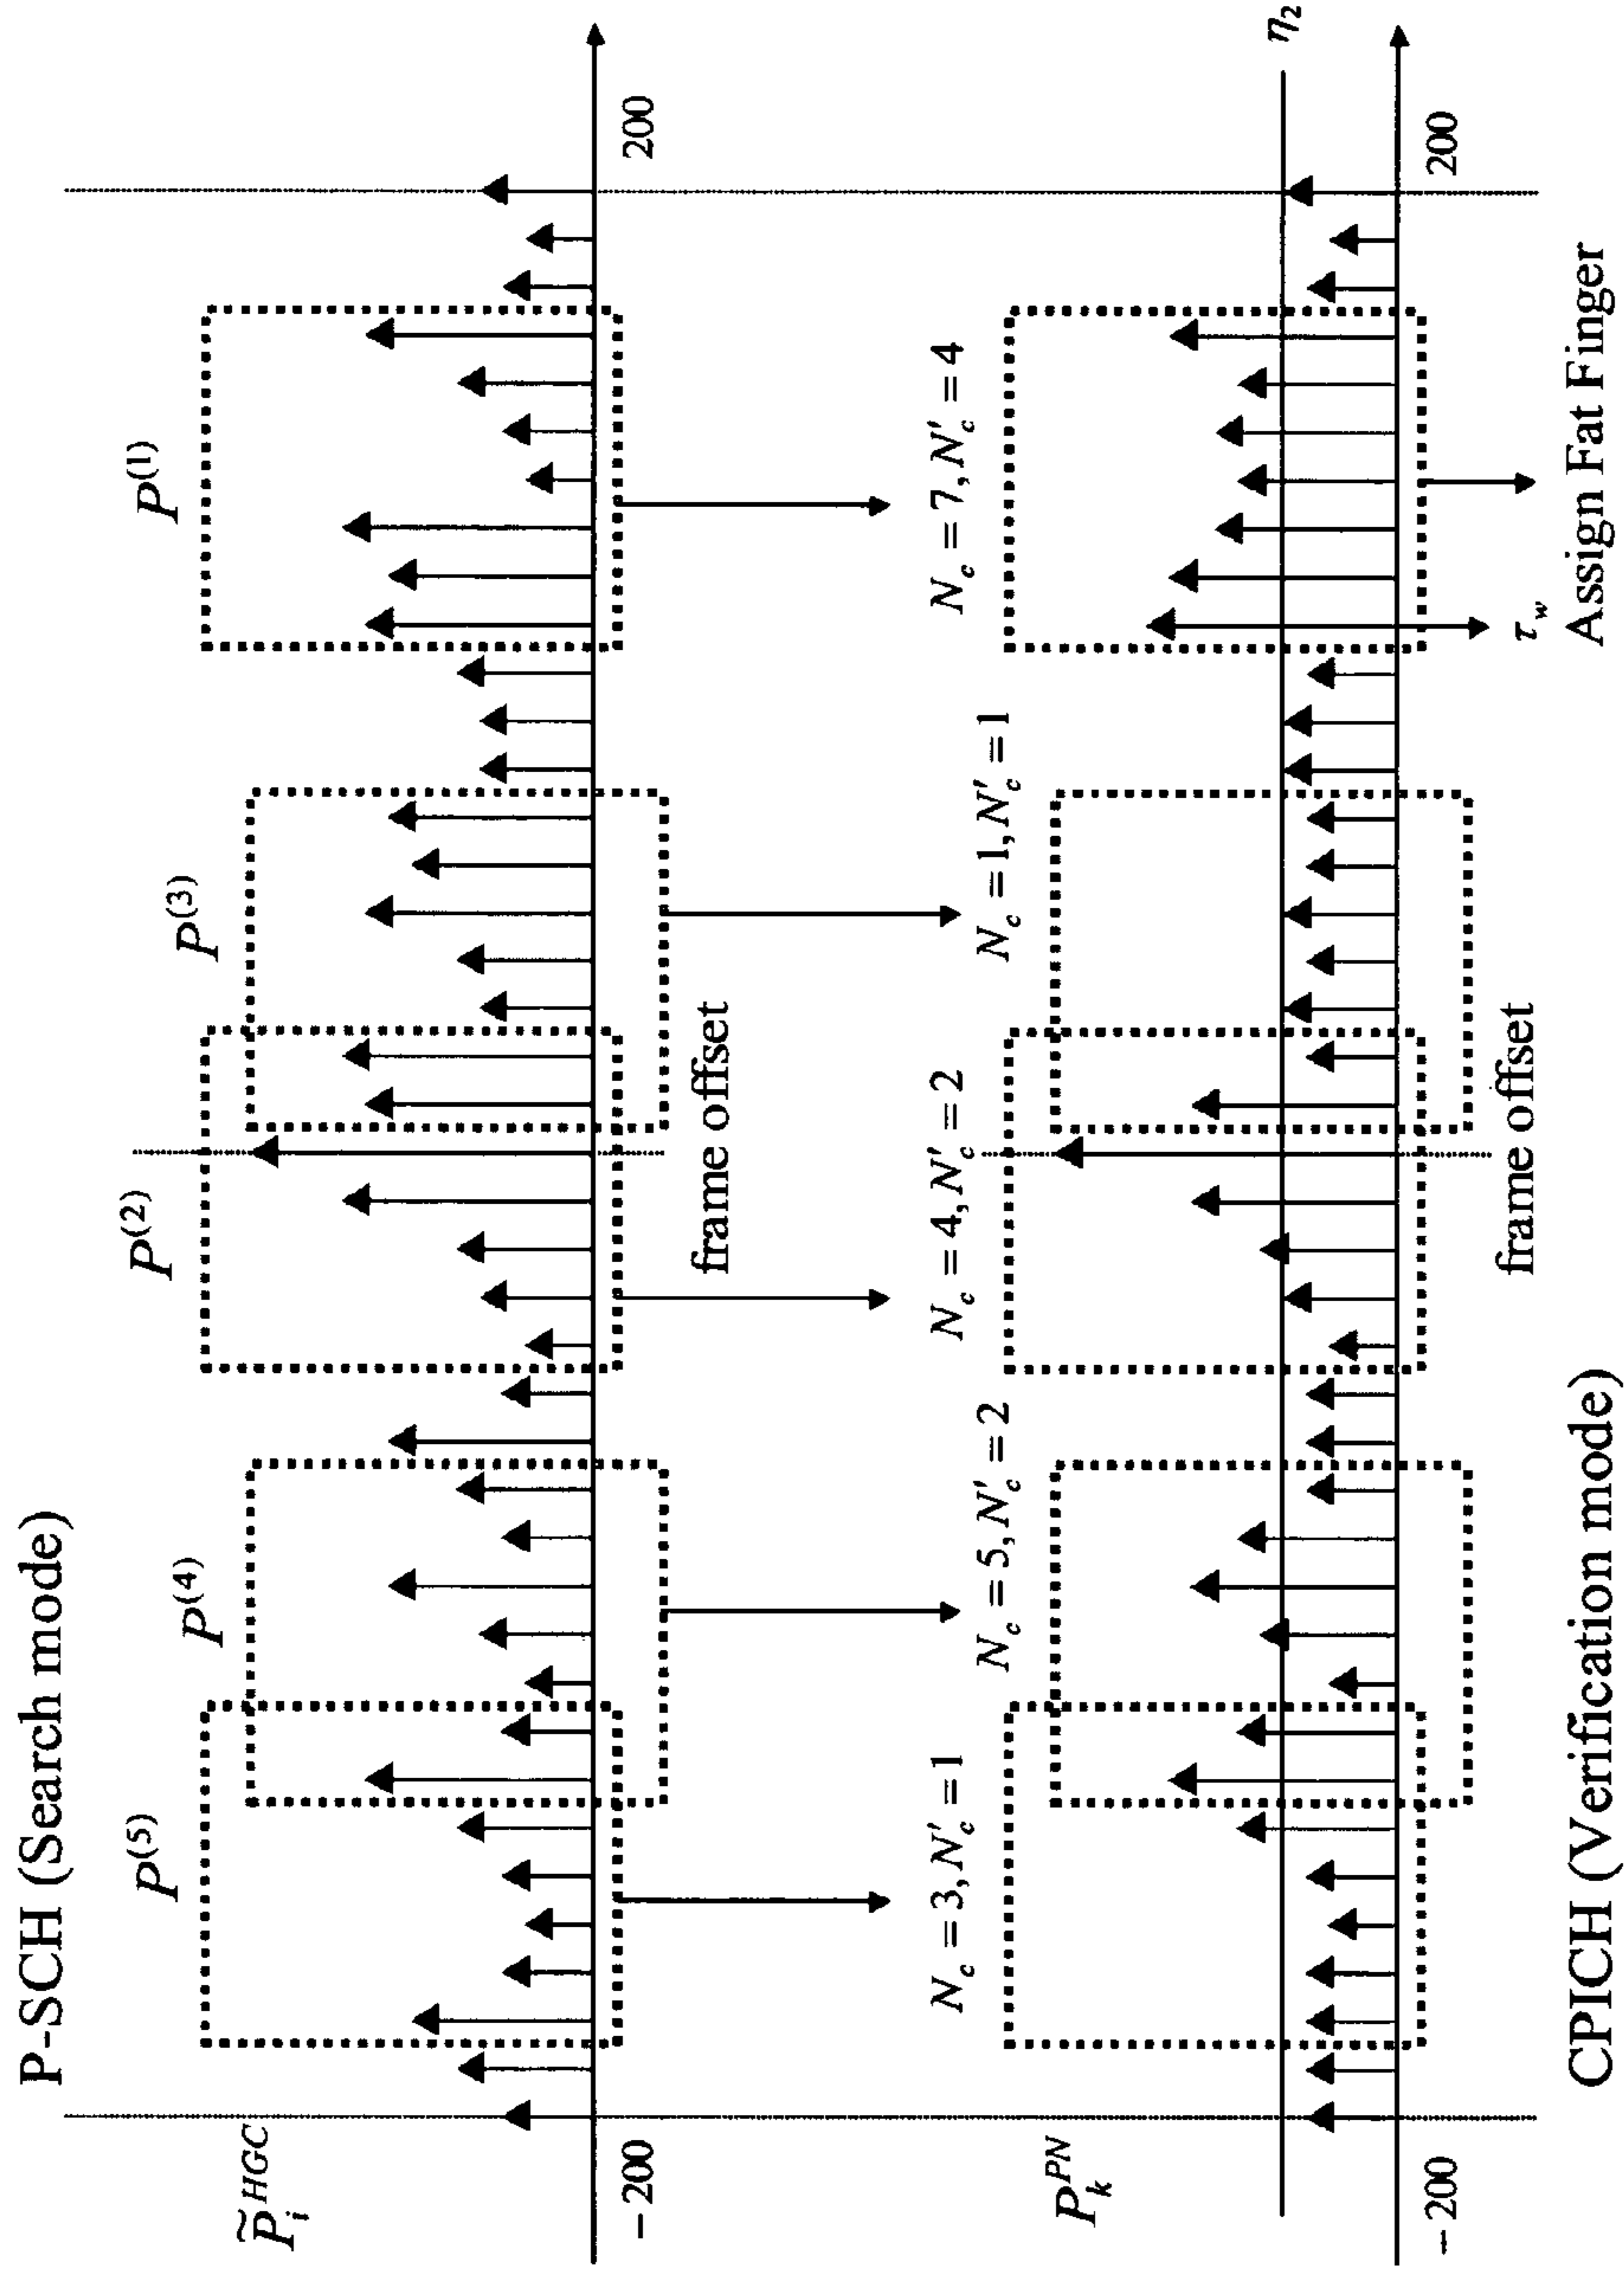 P-SCH (Search mode)
P^(5) P^(4) P^(2) P^(3) P^(1)
P̃_i^HGC
-200 frame offset 200
N_c = 3, N'_c = 1
N_c = 5, N'_c = 2
N_c = 4, N'_c = 2
N_c = 1, N'_c = 1
N_c = 7, N'_c = 4
P_k^PN
η₂
-200 frame offset τ_w 200
CPICH (Verification mode) Assign Fat Finger